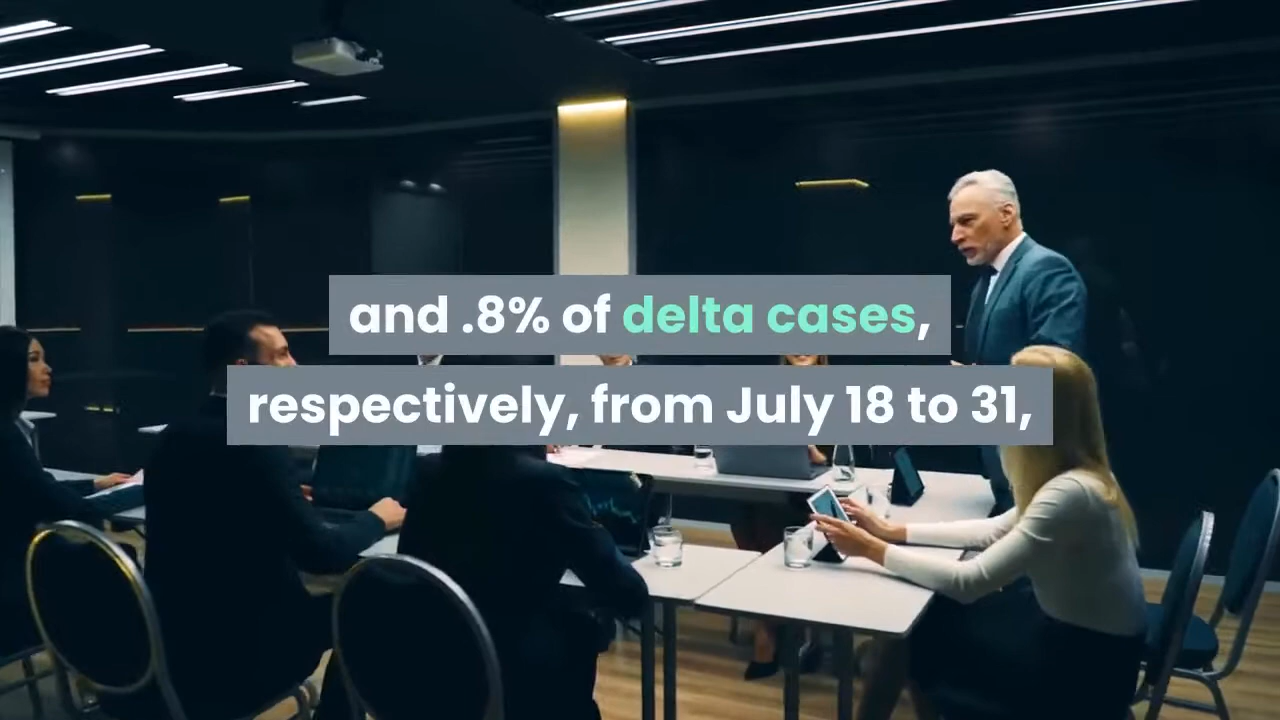 and .8% of delta cases,
respectively, from July 18 to 31,